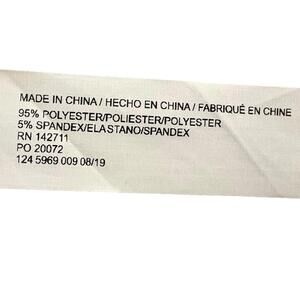 MADE IN CHINA / HECHO EN CHINA / FABRIQUÉ EN CHINE
95% POLYESTER/POLIESTER/POLYESTER
5% SPANDEX/ELASTANO/SPANDEX
RN 142711
PO 20072
124 5969 009 08/19